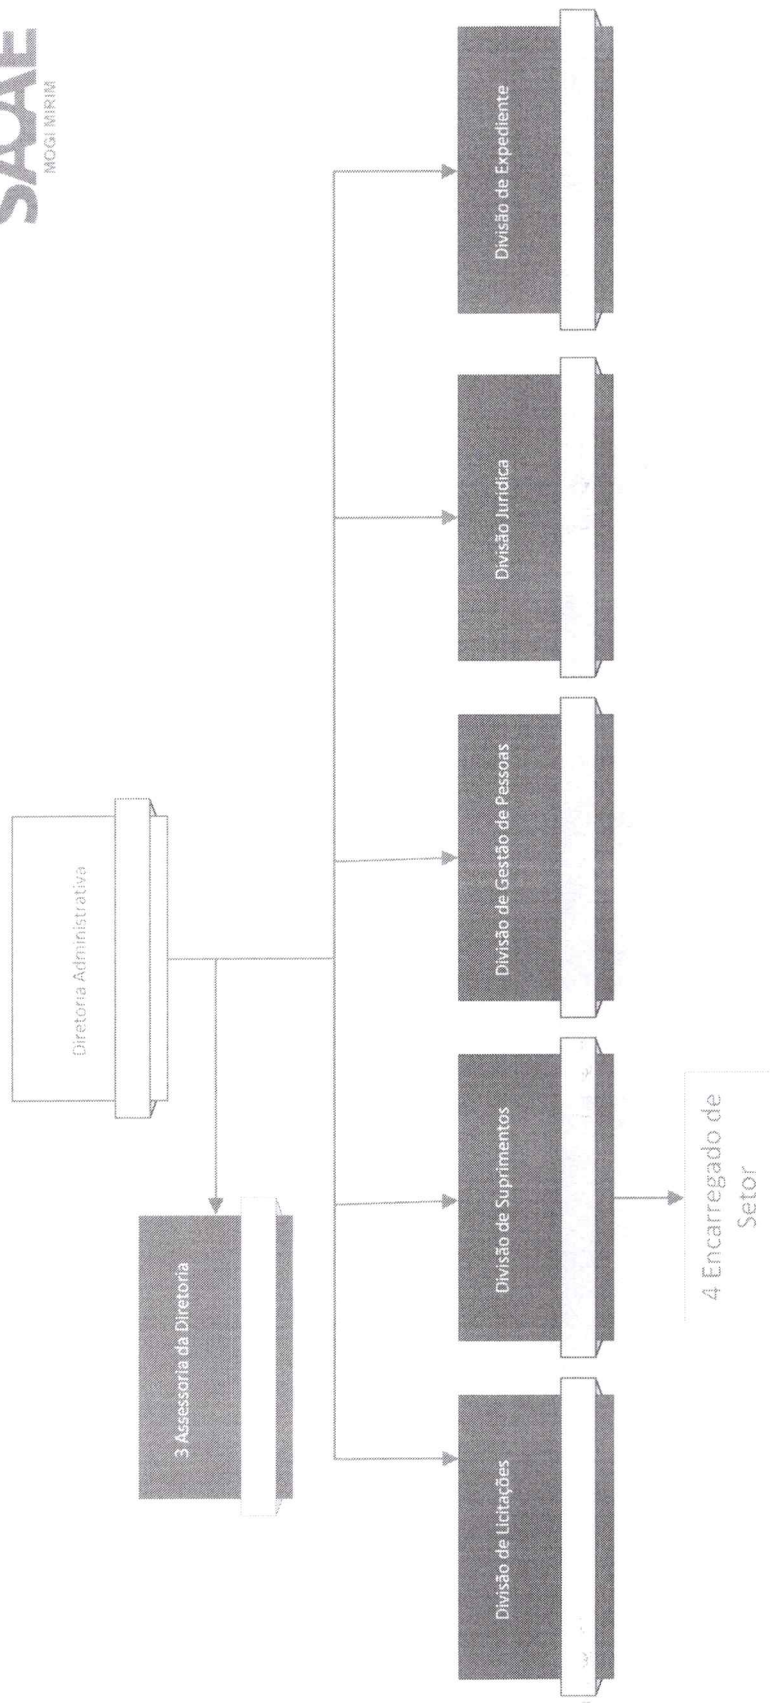 SAAE
MOGI MIRIM
Diretoria Administrativa
3 Assessoria da Diretoria
Divisão de Licitações
Divisão de Suprimentos
Divisão de Gestão de Pessoas
Divisão Jurídica
Divisão de Expediente
4 Encarregado de
Setor